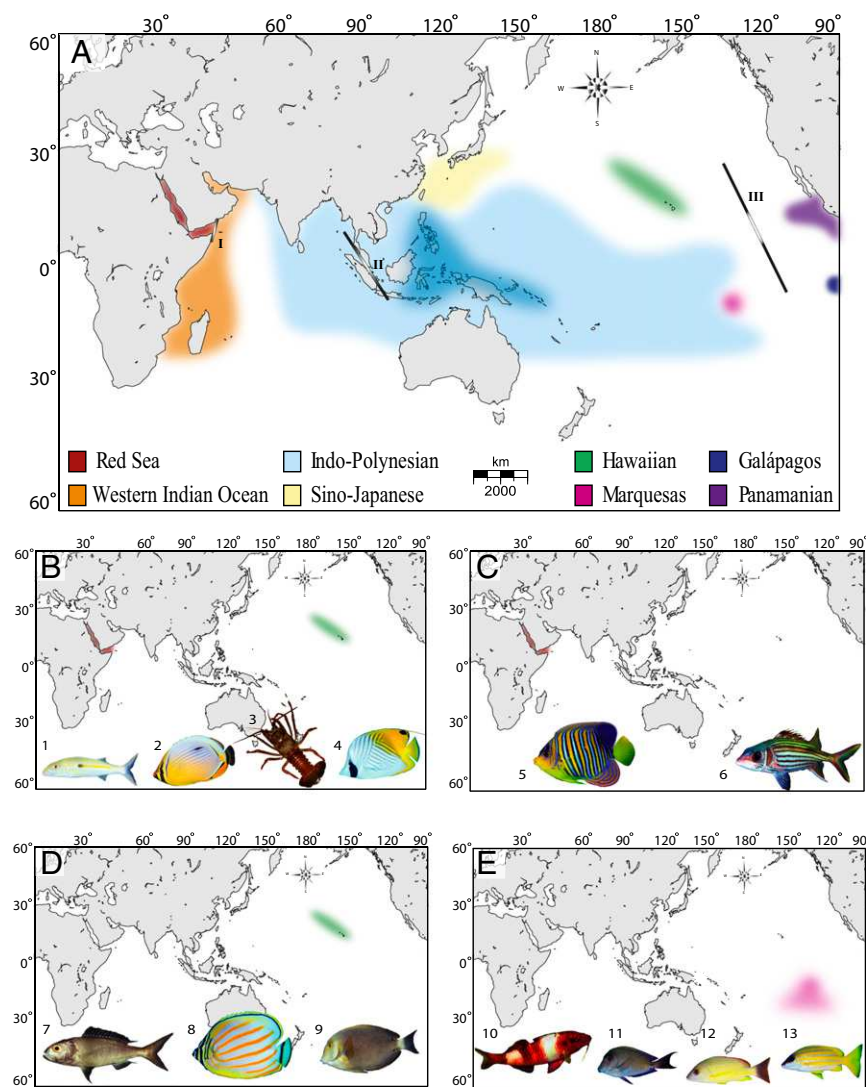 30° 60° 90° 120° 150° 180 150° 120 90°
60°
A
N
W E
S
30°
III
I
0°
II
30°
km
Red Sea Indo-Polynesian Hawaiian Galápagos
Western Indian Ocean Sino-Japanese 2000 Marquesas Panamanian
60°
30° 60° 90° 120° 150° 180° 150° 120° 90°
60°
B
30°
0°
30°
3
1 2 4
60°
30° 60° 90° 120° 150° 180° 150° 120° 90°
60°
C
30°
0°
30°
5 6
60°
30° 60° 90° 120° 150° 180° 150° 120° 90°
60°
D
30°
0°
30°
7 8 9
60°
30° 60° 90° 120° 150° 180° 150° 120° 90°
60°
E
30°
0°
30°
10 11 12 13
60°